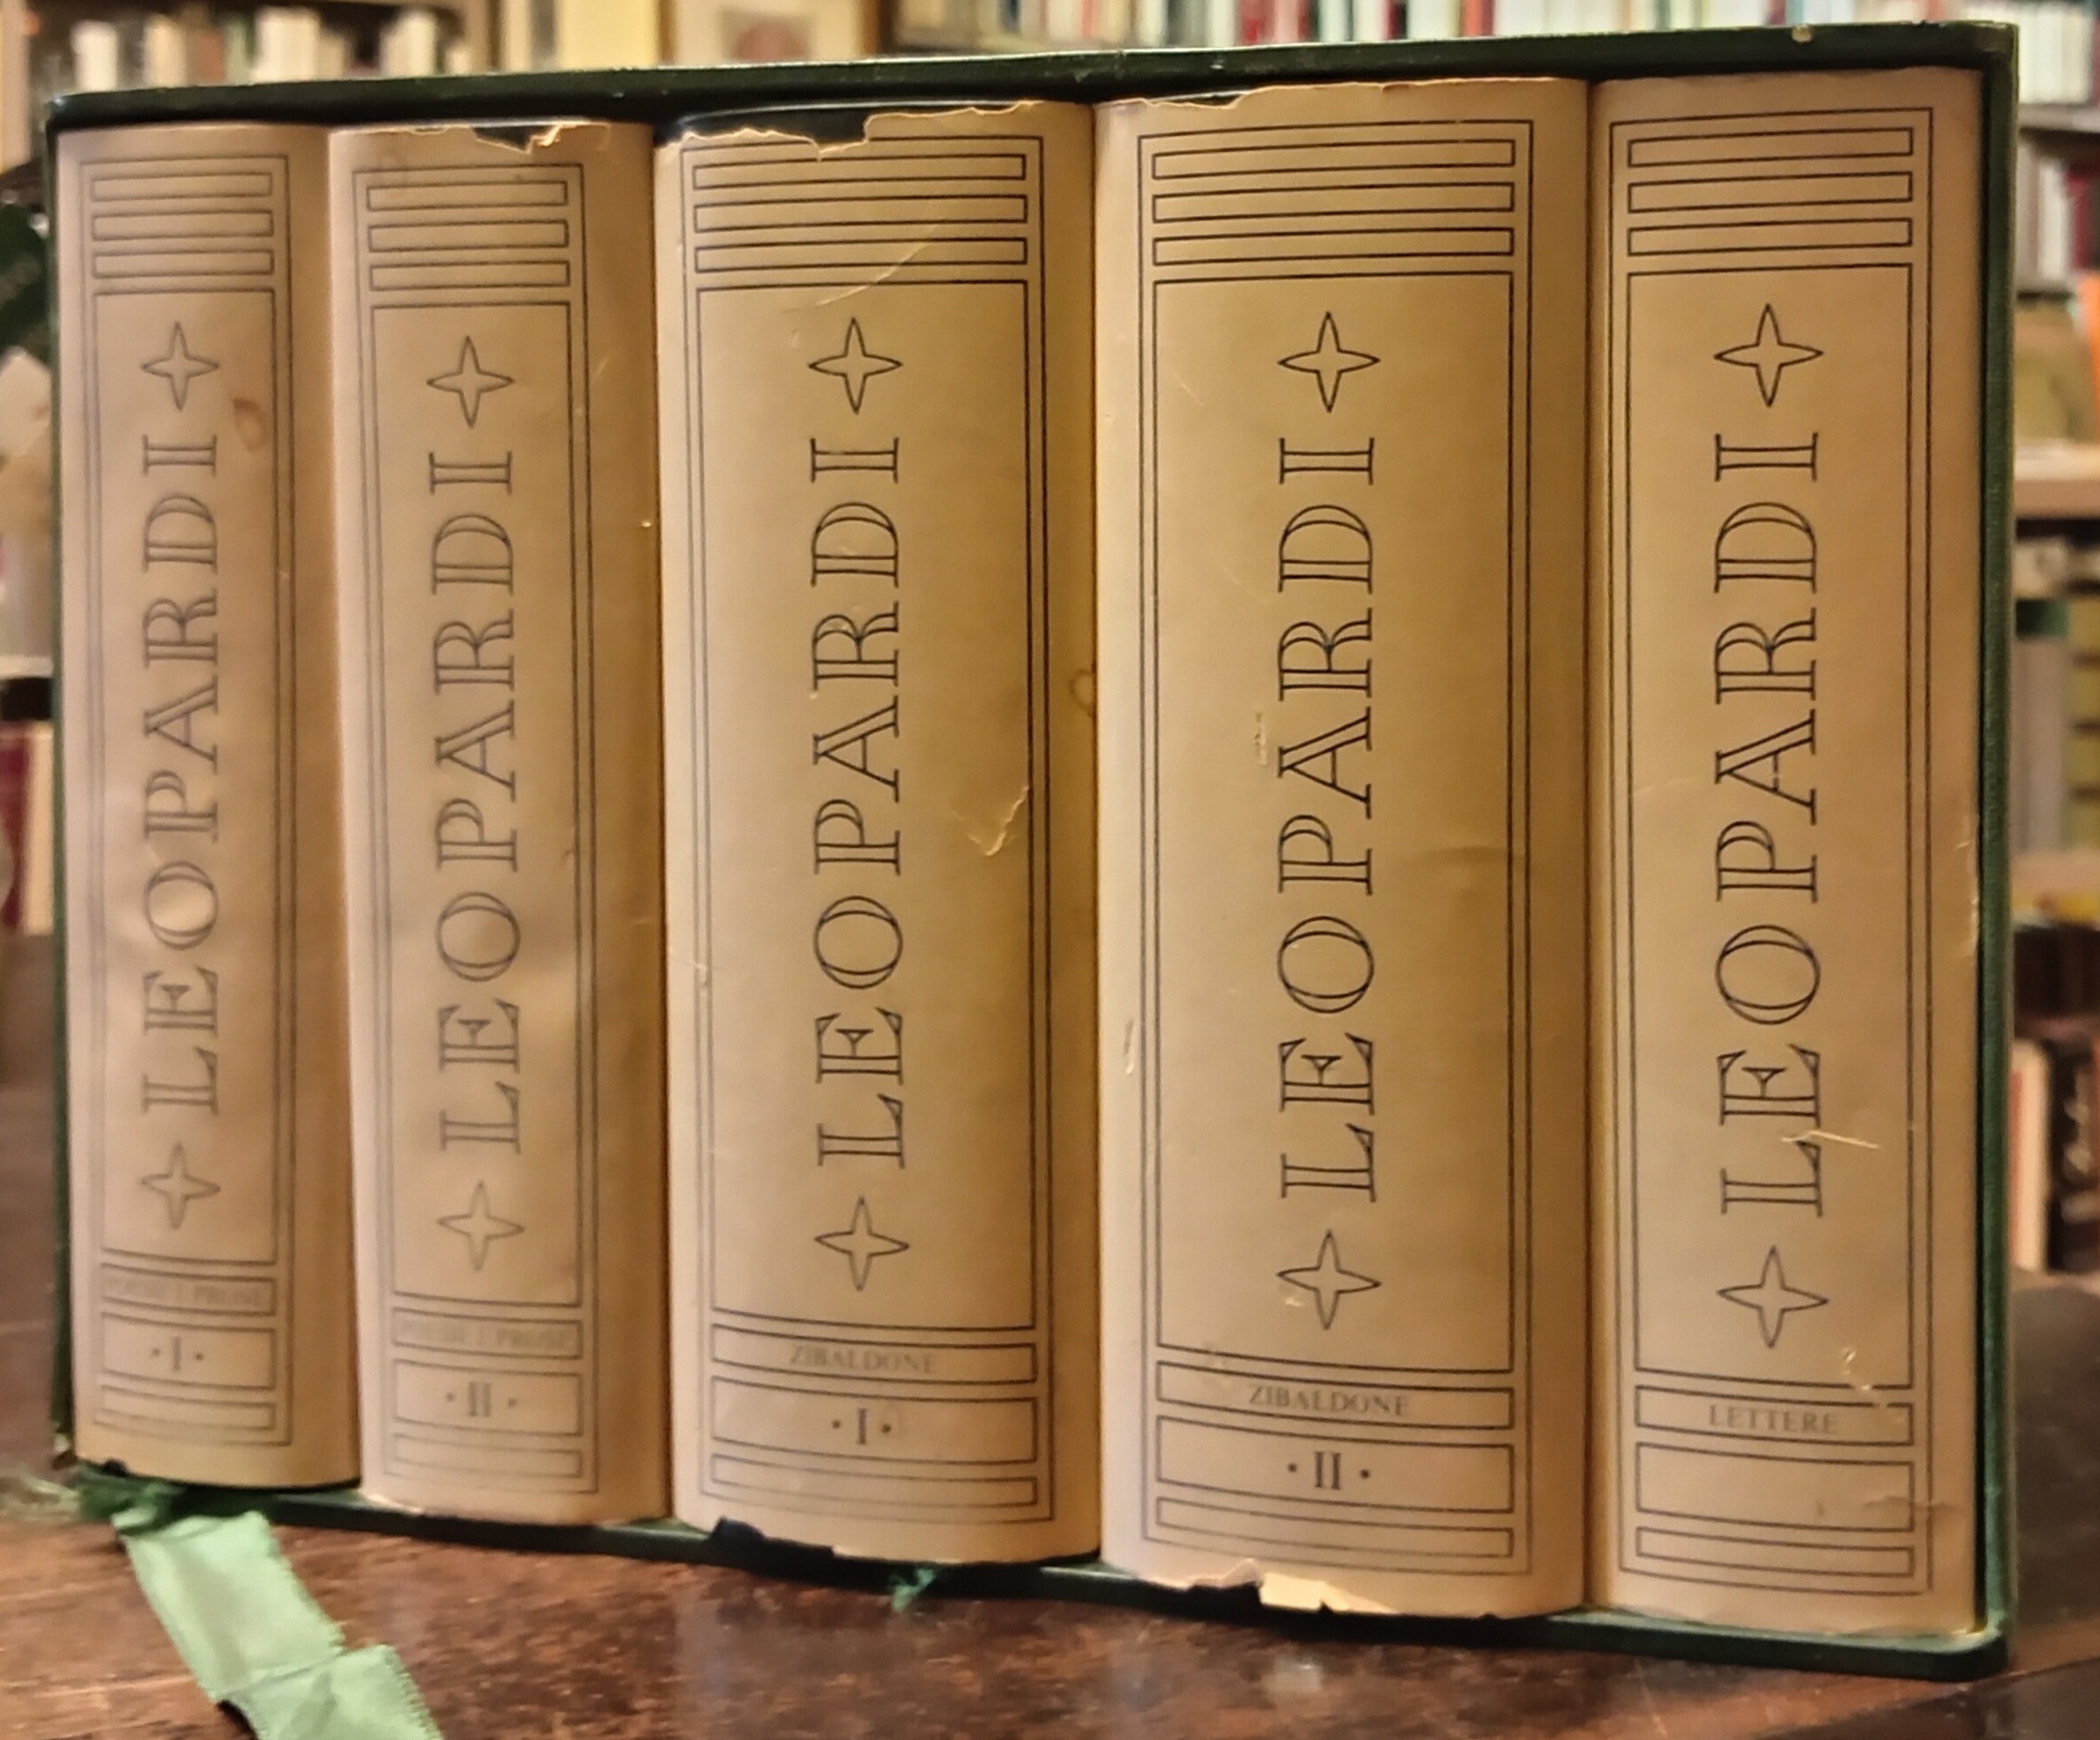 LEOPARDI
POESIE E PROSE
· I ·
LEOPARDI
POESIE E PROSE
· II ·
LEOPARDI
ZIBALDONE
· I ·
LEOPARDI
ZIBALDONE
· II ·
LEOPARDI
LETTERE